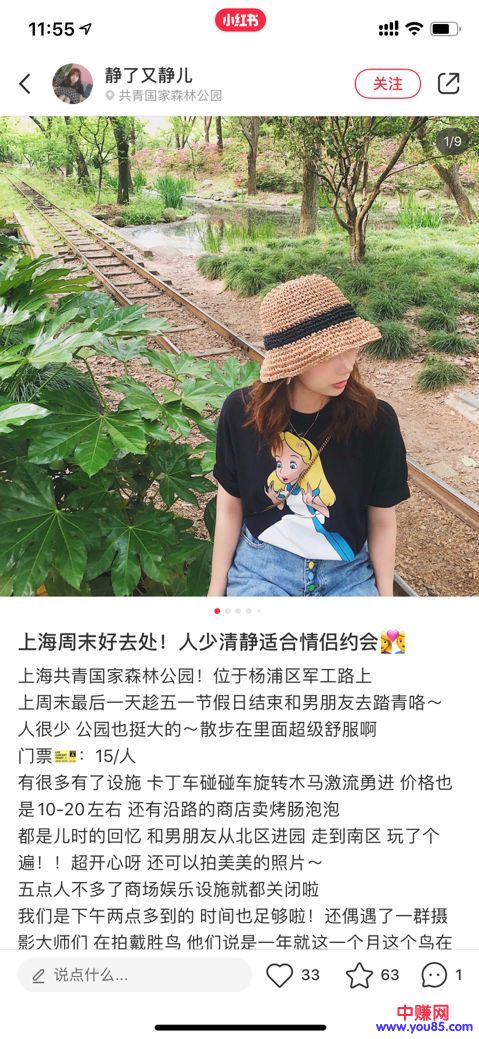 11:55
小红书
静了又静儿
共青国家森林公园
关注
1/9
上海周末好去处！人少清静适合情侣约会
上海共青国家森林公园！位于杨浦区军工路上
上周末最后一天趁五一节假日结束和男朋友去踏青咯～
人很少 公园也挺大的～散步在里面超级舒服啊
门票：15/人
有很多有了设施 卡丁车碰碰车旋转木马激流勇进 价格也
是10-20左右 还有沿路的商店卖烤肠泡泡
都是儿时的回忆 和男朋友从北区进园 走到南区 玩了个
遍！！超开心呀 还可以拍美美的照片～
五点人不多了商场娱乐设施就都关闭啦
我们是下午两点多到的 时间也足够啦！还偶遇了一群摄
影大师们 在拍戴胜鸟 他们说是一年就这一个月这个鸟在
说点什么...
33
63
1
中赚网
www.you85.com